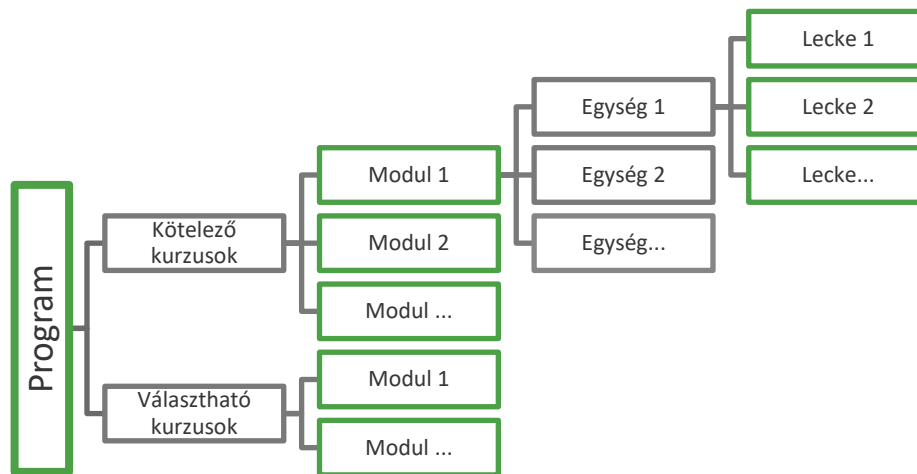 Program
Kötelező
kurzusok
Modul 1
Egység 1
Lecke 1
Lecke 2
Lecke...
Egység 2
Egység...
Modul 2
Modul ...
Választható
kurzusok
Modul 1
Modul ...